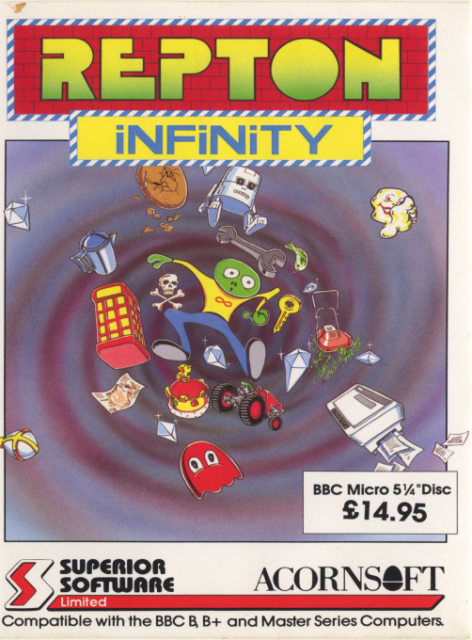 REPTON
iNFiNiTY
BBC Micro 5¼"Disc
£14.95
SUPERIOR
SOFTWARE
Limited
ACORNSOFT
Compatible with the BBC B, B+ and Master Series Computers.